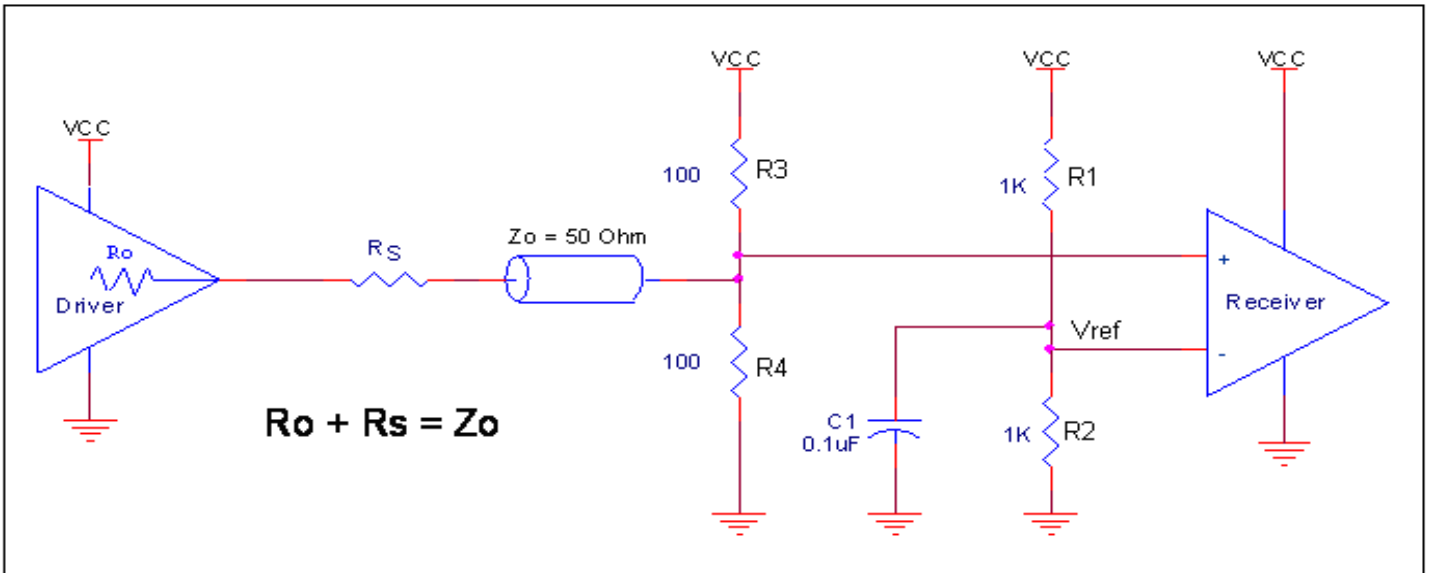 VCC
VCC
VCC
VCC
R3
100
1K
R1
Zo = 50 Ohm
Ro
RS
+
Driver
Receiver
Vref
-
100
R4
Ro + Rs = Zo
C1
0.1uF
1K
R2